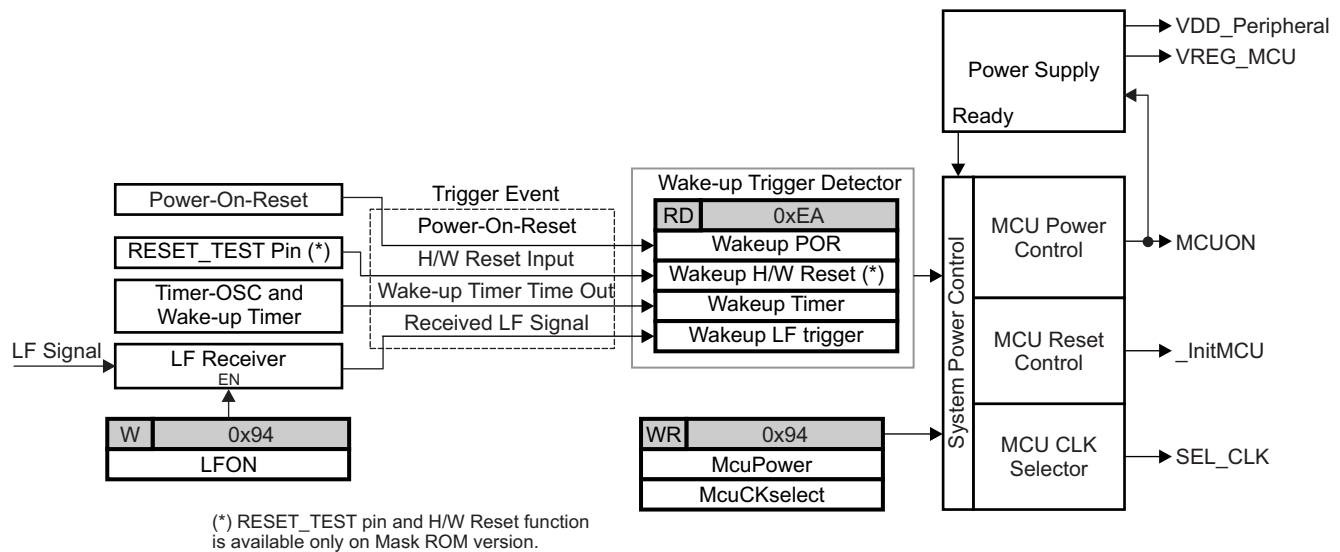 VDD_Peripheral
Power Supply
VREG_MCU
Ready
Power-On-Reset
Trigger Event
Wake-up Trigger Detector
Power-On-Reset
RD 0xEA
Wakeup POR
RESET_TEST Pin (*)
H/W Reset Input
Wakeup H/W Reset (*)
Timer-OSC and
Wake-up Timer
Wake-up Timer Time Out
Wakeup Timer
LF Signal
LF Receiver
EN
Received LF Signal
Wakeup LF trigger
W 0x94
LFON
WR 0x94
McuPower
McuCKselect
System Power Control
MCU Power
Control
MCUON
MCU Reset
Control
_InitMCU
MCU CLK
Selector
SEL_CLK
(*) RESET_TEST pin and H/W Reset function
is available only on Mask ROM version.